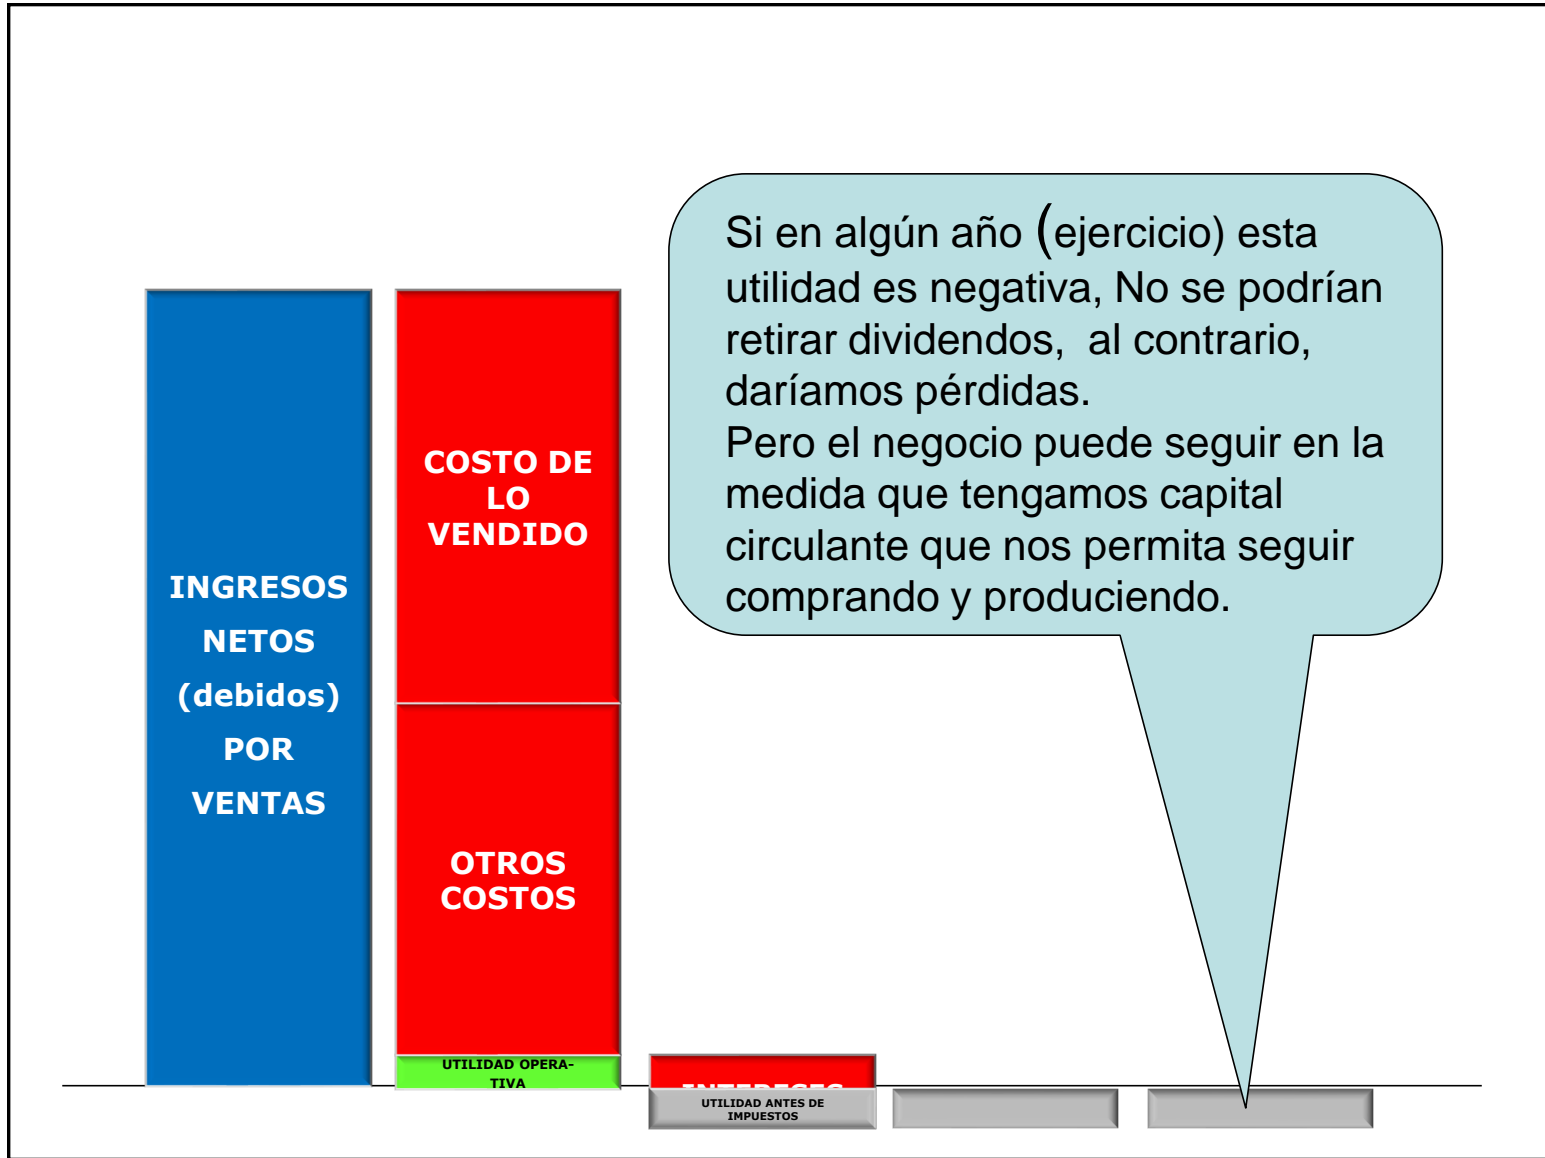 Si en algún año (ejercicio) esta
utilidad es negativa, No se podrían
retirar dividendos, al contrario,
daríamos pérdidas.
Pero el negocio puede seguir en la
medida que tengamos capital
circulante que nos permita seguir
comprando y produciendo.
INGRESOS
NETOS
(debidos)
POR
VENTAS
COSTO DE
LO
VENDIDO
OTROS
COSTOS
UTILIDAD OPERA-
TIVA
INTERESES
UTILIDAD ANTES DE
IMPUESTOS